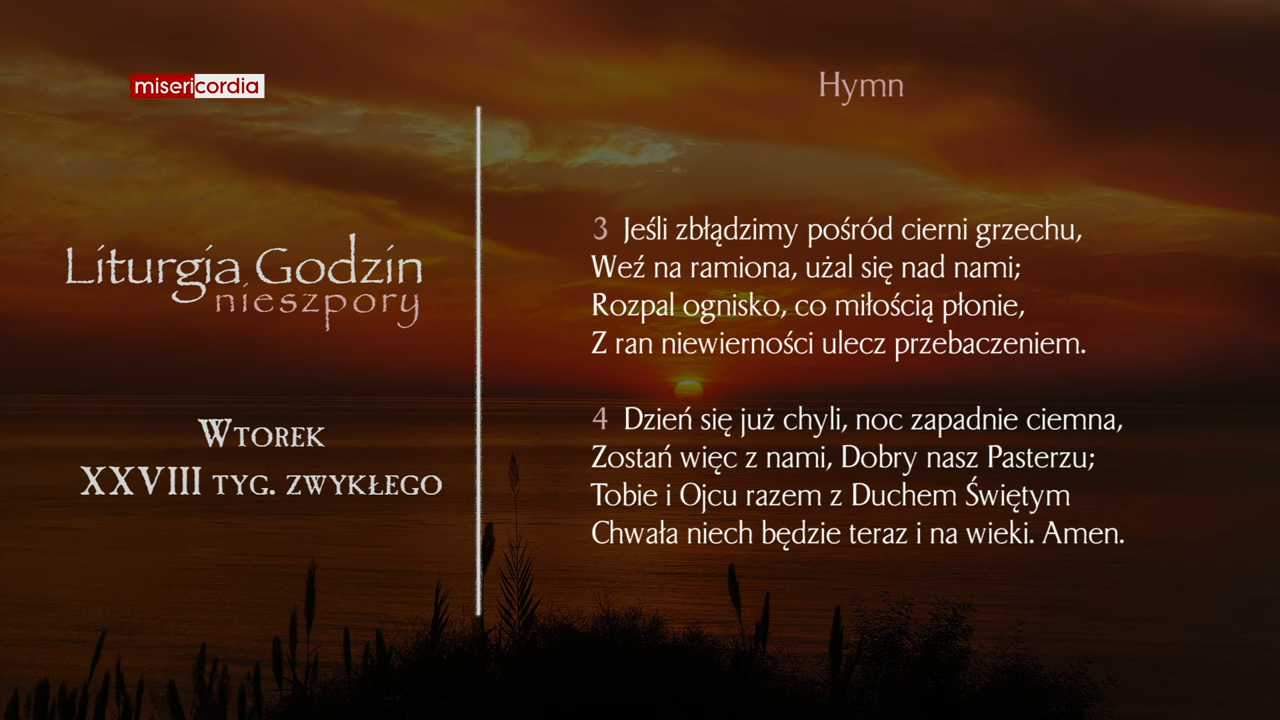 misericordia
Liturgia Godzin
nieszpory
Wtorek
XXVIII tyg. zwykłego
Hymn
3 Jeśli zbłądzimy pośród cierni grzechu,
Weź na ramiona, użal się nad nami;
Rozpal ognisko, co miłością płonie,
Z ran niewierności ulecz przebaczeniem.
4 Dzień się już chyli, noc zapadnie ciemna,
Zostań więc z nami, Dobry nasz Pasterzu;
Tobie i Ojcu razem z Duchem Świętym
Chwała niech będzie teraz i na wieki. Amen.